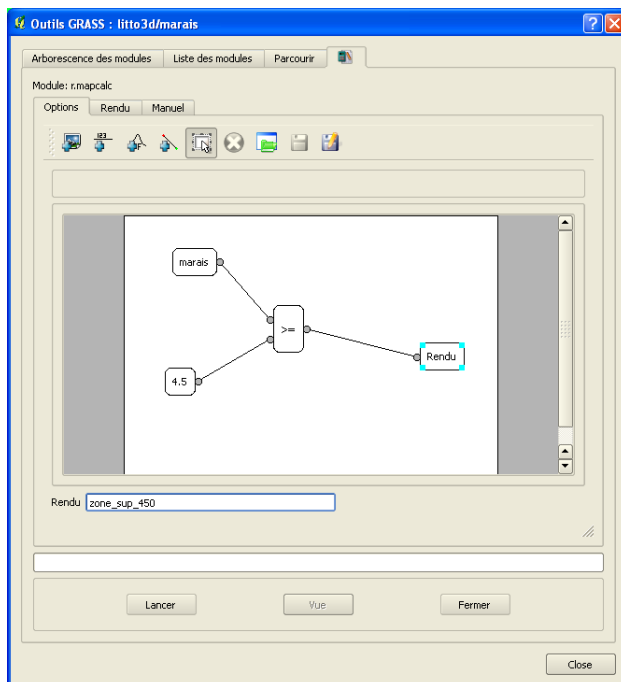 Outils GRASS : litto3d/marais
Arborescence des modules Liste des modules Parcourir
Module: r.mapcalc
Options Rendu Manuel
123
F
marais
>=
Rendu
4.5
Rendu zone_sup_450
Lancer Vue Fermer
Close